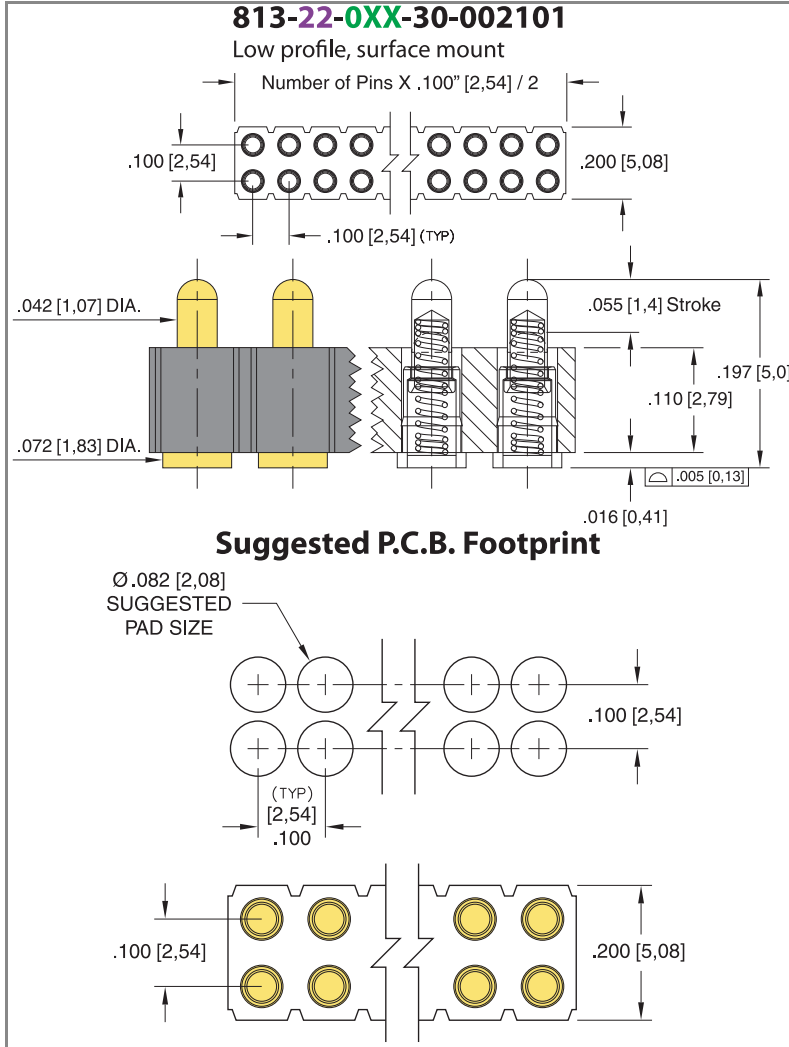 813-22-0XX-30-002101
Low profile, surface mount
Number of Pins X .100" [2,54] / 2
.100 [2,54]
.200 [5,08]
.100 [2,54] (TYP)
.042 [1,07] DIA.
.055 [1,4] Stroke
.197 [5,0]
.110 [2,79]
.072 [1,83] DIA.
.005 [0,13]
.016 [0,41]
Suggested P.C.B. Footprint
Ø.082 [2,08]
SUGGESTED
PAD SIZE
.100 [2,54]
(TYP)
[2,54]
.100
.100 [2,54]
.200 [5,08]